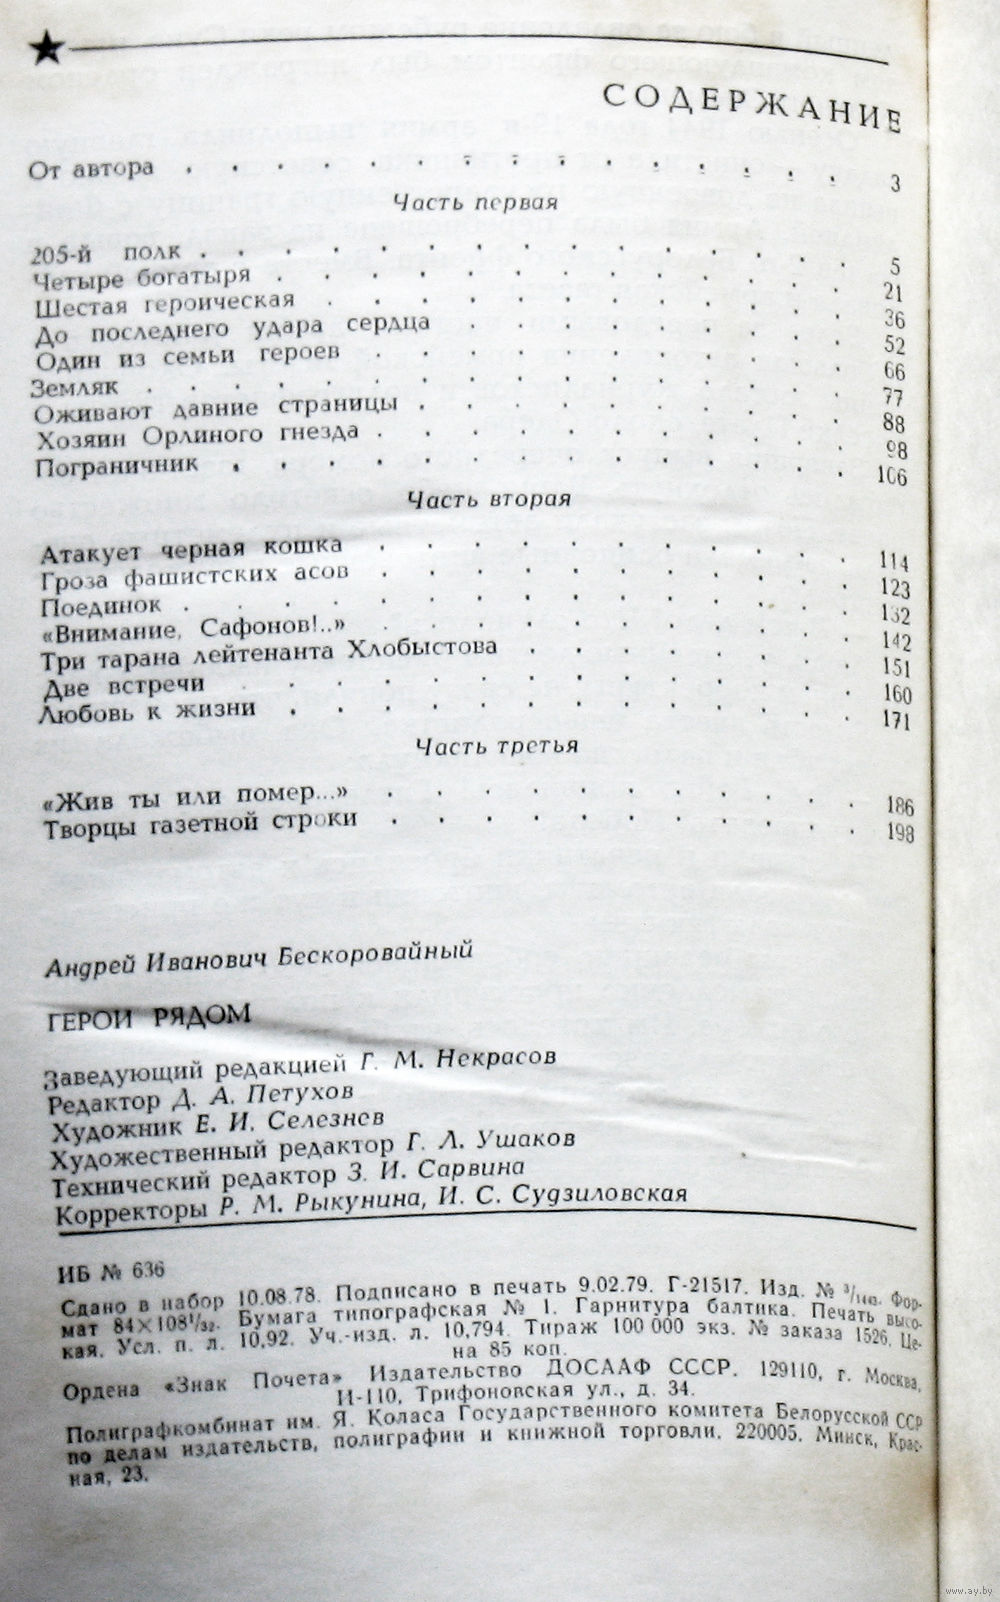 СОДЕРЖАНИЕ
От автора . . . . . . . . . . . . . . . 3
Часть первая
205-й полк . . . . . . . . . . . . . . 5
Четыре богатыря . . . . . . . . . . . . 21
Шестая героическая . . . . . . . . . . . 36
До последнего удара сердца . . . . . . . . 52
Один из семьи героев . . . . . . . . . . 66
Земляк . . . . . . . . . . . . . . . 77
Оживают давние страницы . . . . . . . . . 88
Хозяин Орлиного гнезда . . . . . . . . . . 98
Пограничник . . . . . . . . . . . . . 106
Часть вторая
Атакует черная кошка . . . . . . . . . . 114
Гроза фашистских асов . . . . . . . . . . 123
Поединок . . . . . . . . . . . . . . 132
«Внимание, Сафонов!..» . . . . . . . . . . 142
Три тарана лейтенанта Хлобыстова . . . . . . . 151
Две встречи . . . . . . . . . . . . . 160
Любовь к жизни . . . . . . . . . . . . 171
Часть третья
«Жив ты или помер...» . . . . . . . . . . 186
Творцы газетной строки . . . . . . . . . . 198
Андрей Иванович Бескоровайный
ГЕРОИ РЯДОМ
Заведующий редакцией Г. М. Некрасов
Редактор Д. А. Петухов
Художник Е. И. Селезнев
Художественный редактор Г. Л. Ушаков
Технический редактор З. И. Сарвина
Корректоры Р. М. Рыкунина, И. С. Судзиловская
ИБ № 636
Сдано в набор 10.08.78. Подписано в печать 9.02.79. Г-21517. Изд. № Фор-
мат 84×108¹/₃₂. Бумага типографская № 1. Гарнитура балтика. Печать высо-
кая. Усл. п. л. 10,92. Уч.-изд. л. 10,794. Тираж 100 000 экз. № заказа 1526. Це-
на 85 коп.
Ордена «Знак Почета» Издательство ДОСААФ СССР. 129110, г. Москва,
И-110, Трифоновская ул., д. 34.
Полиграфкомбинат им. Я. Коласа Государственного комитета Белорусской ССР
по делам издательств, полиграфии и книжной торговли. 220005, Минск, Крас-
ная, 23.
www.ay.by